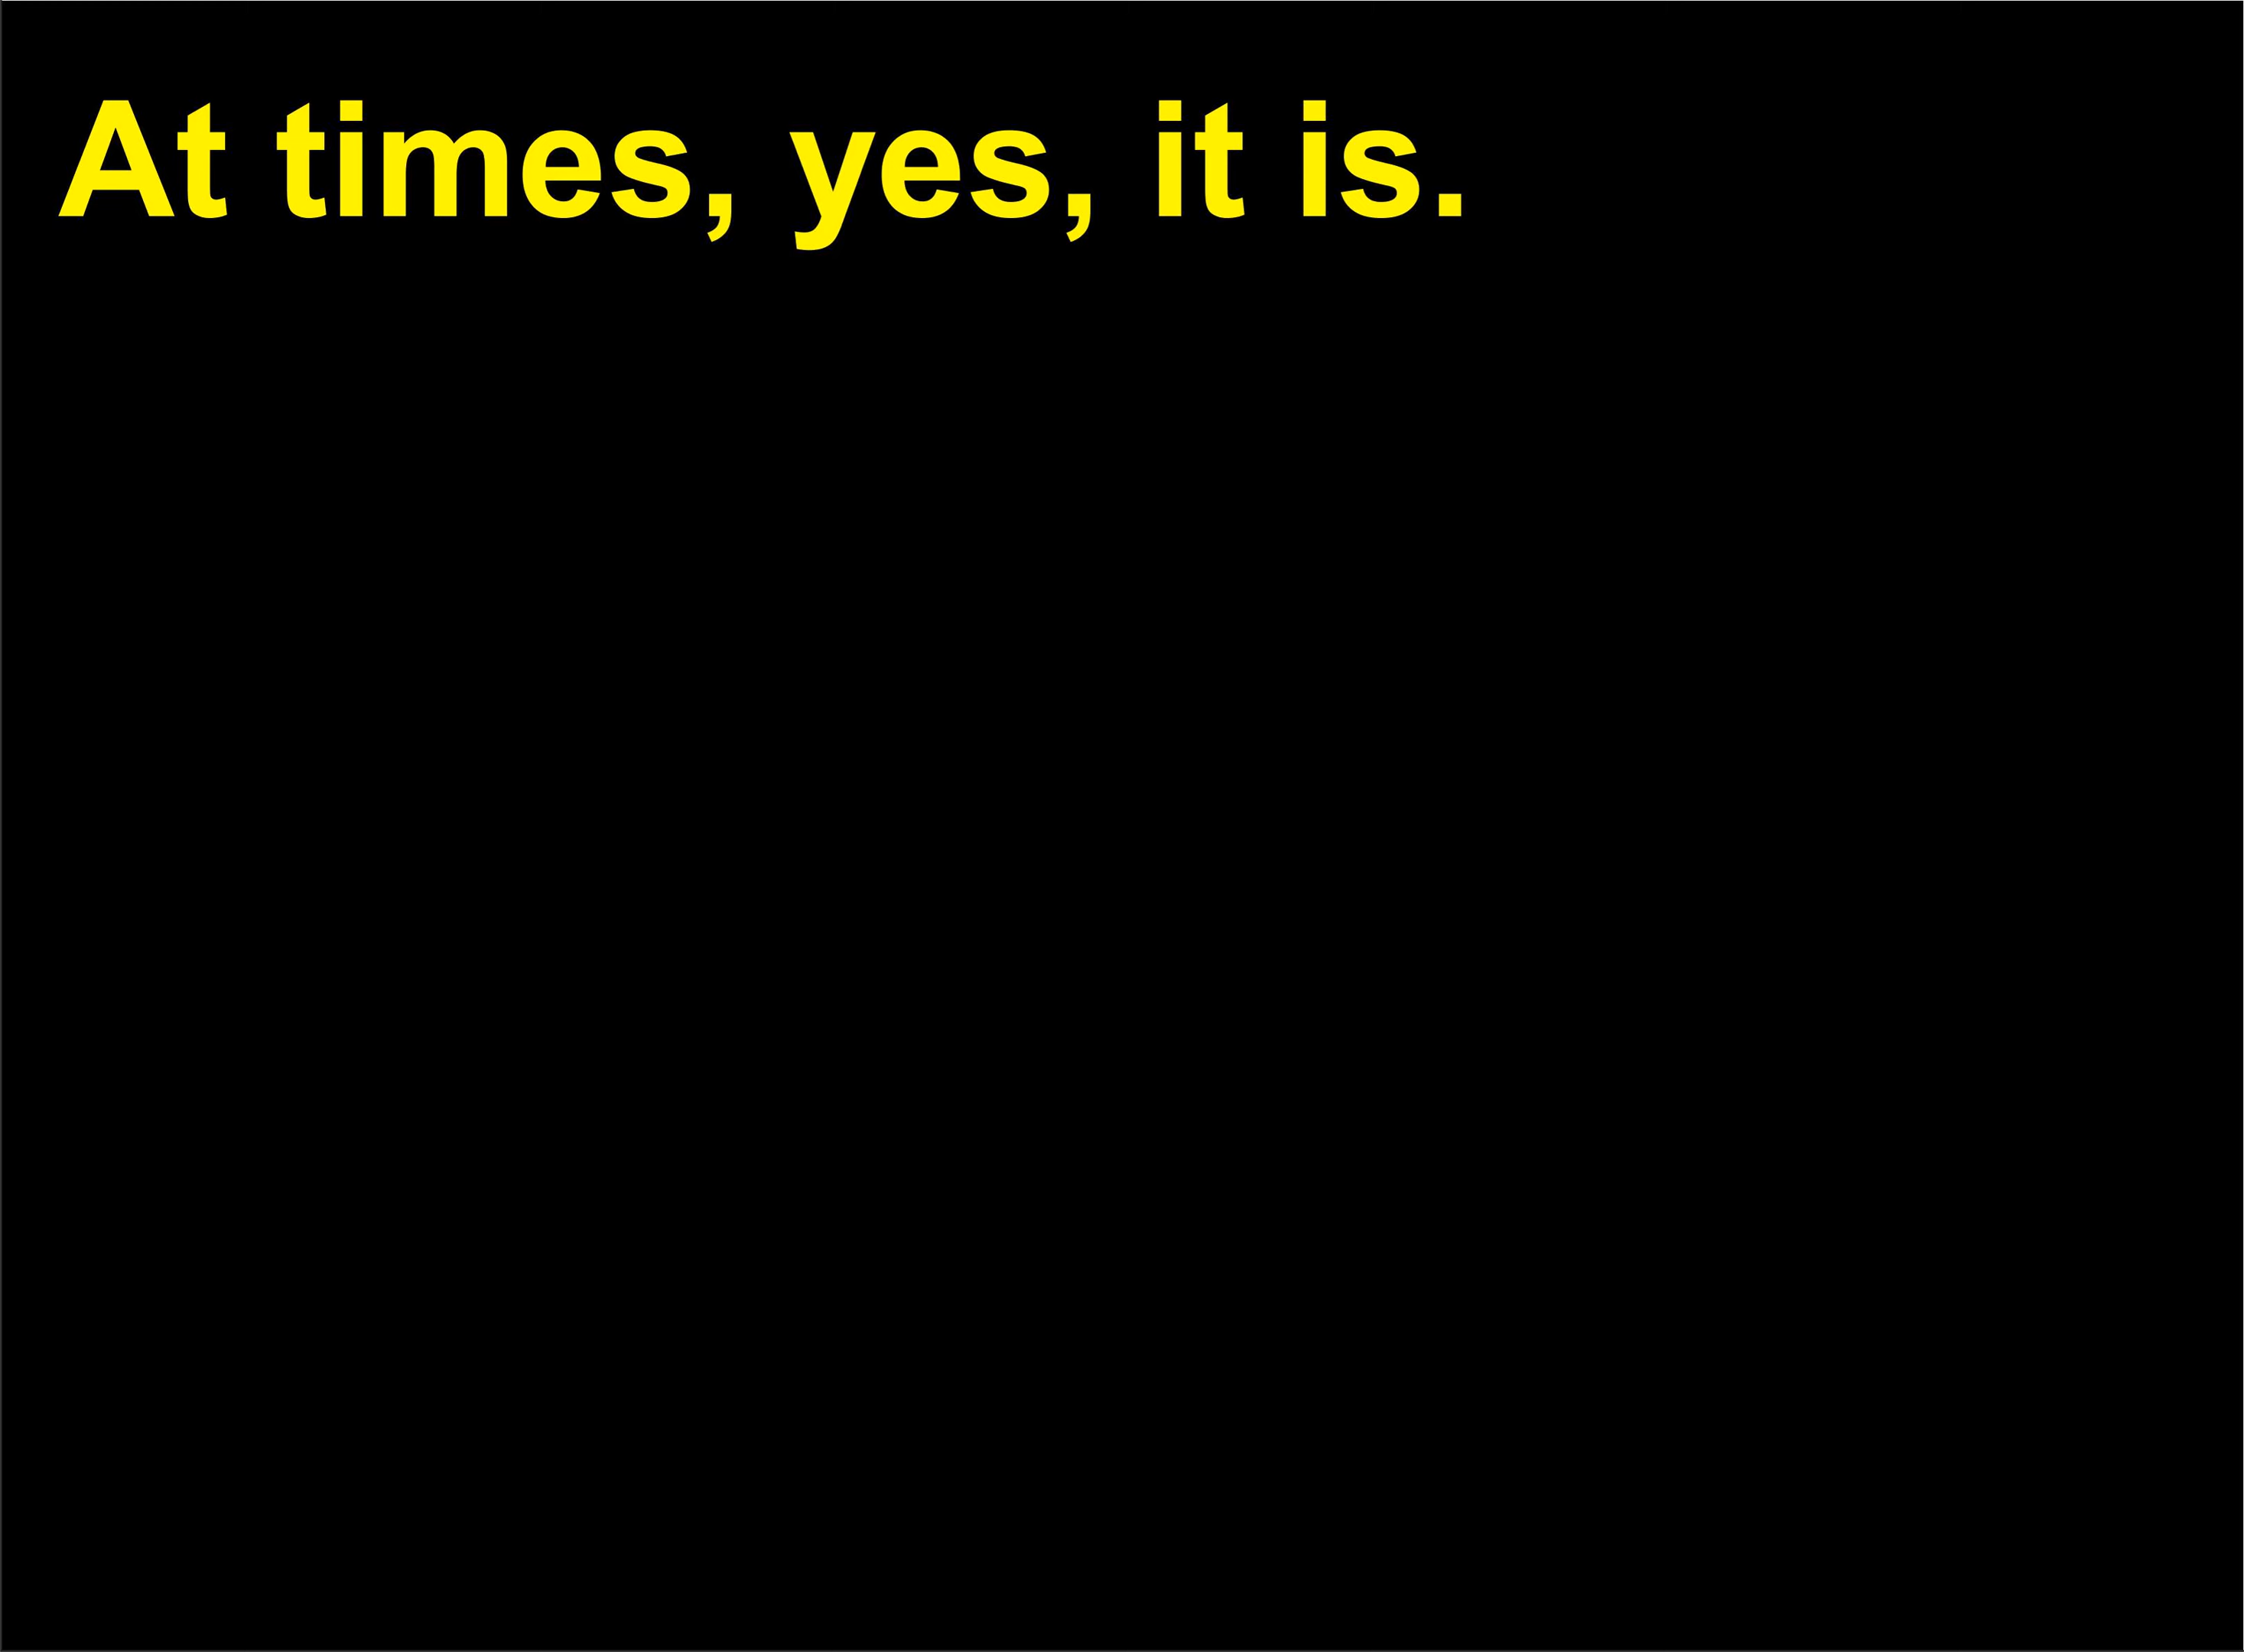 At times, yes, it is.